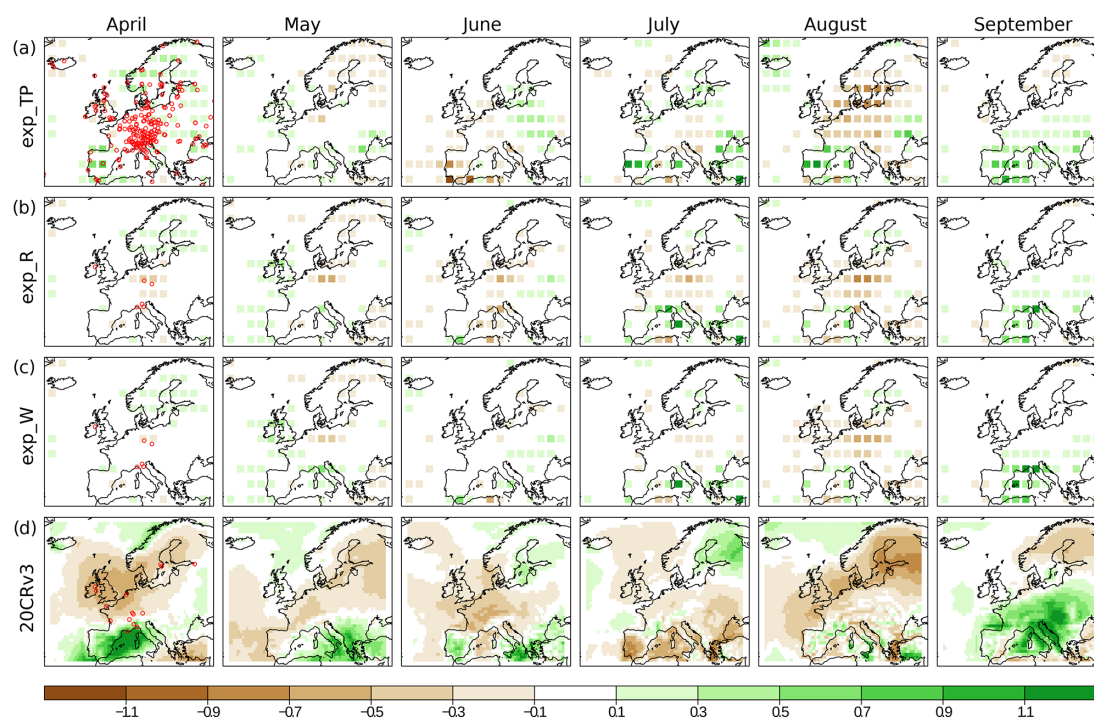 April May June July August September
(a) exp_TP
(b) exp_R
(c) exp_W
(d) 20CRv3
−1.1 −0.9 −0.7 −0.5 −0.3 −0.1 0.1 0.3 0.5 0.7 0.9 1.1